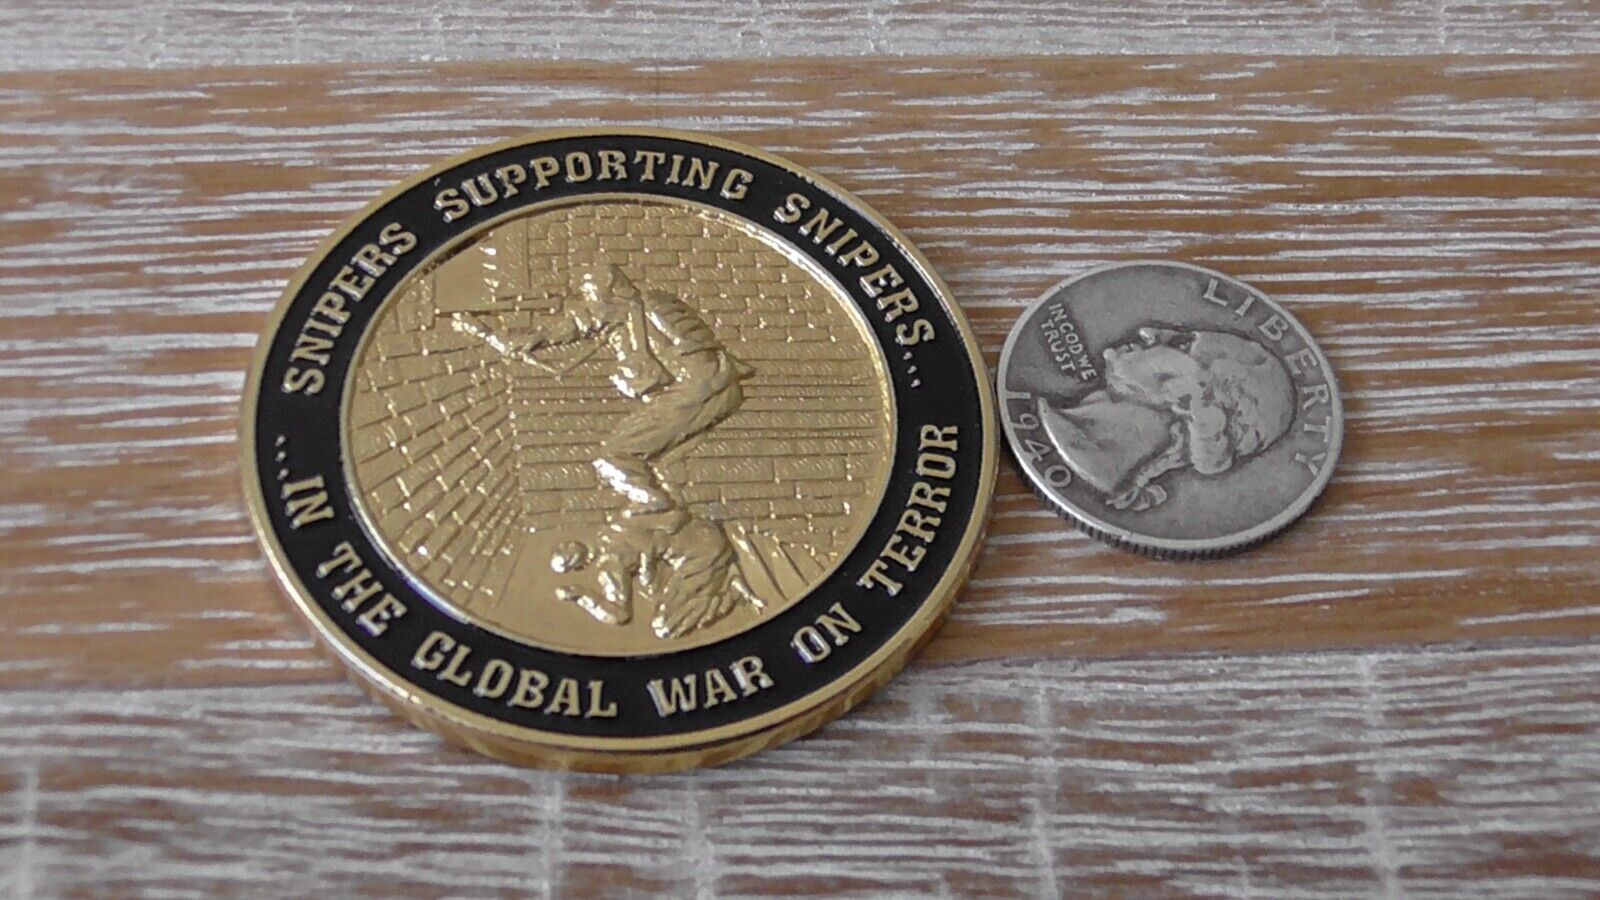 SNIPERS SUPPORTING SNIPERS...
...IN THE GLOBAL WAR ON TERROR
LIBERTY
IN GOD WE
TRUST
1940